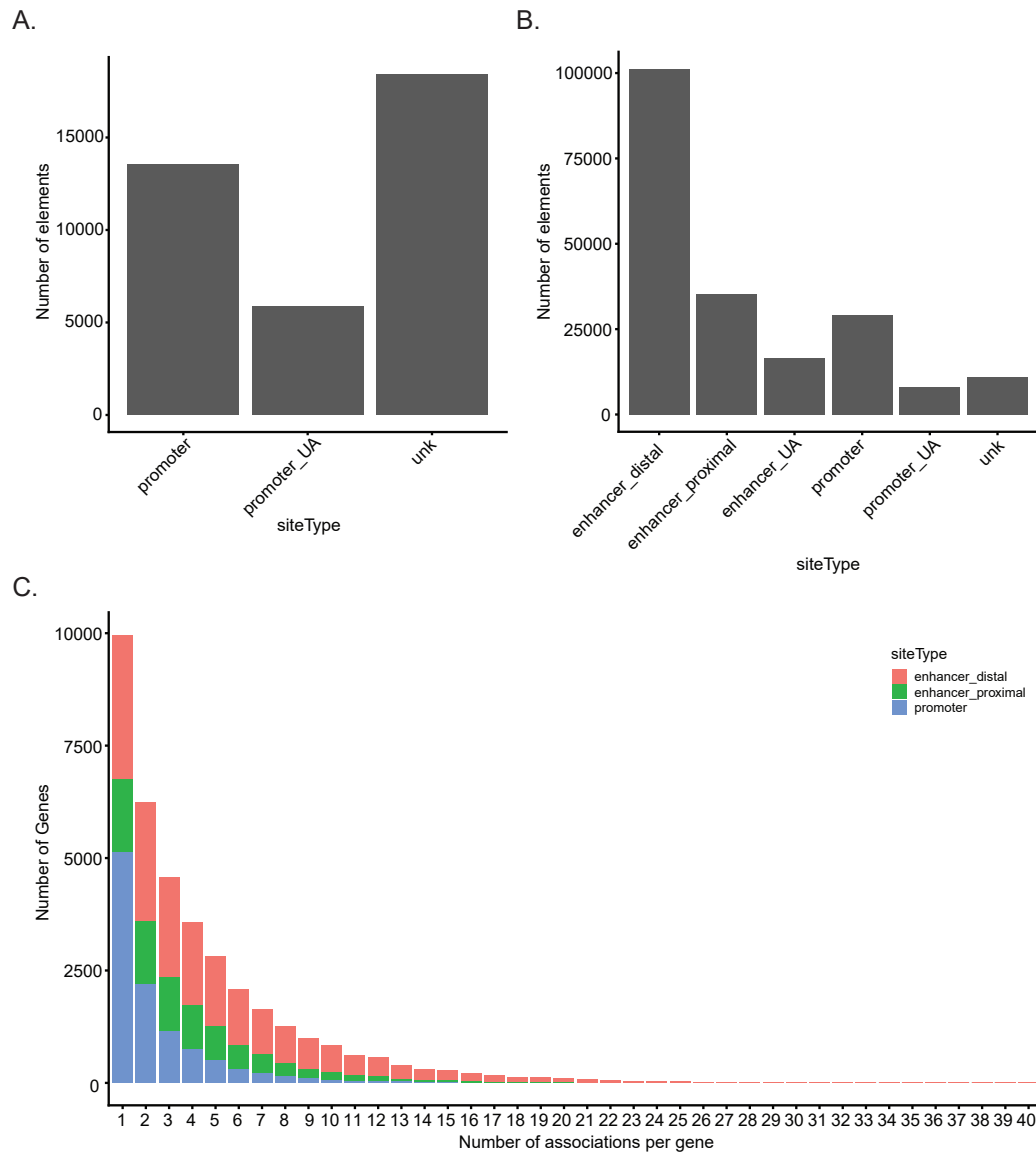 A.
15000
10000
5000
0
Number of elements
promoter
promoter_UA
unk
siteType
B.
100000
75000
50000
25000
0
Number of elements
enhancer_distal
enhancer_proximal
enhancer_UA
promoter
promoter_UA
unk
siteType
C.
10000
7500
5000
2500
0
Number of Genes
siteType
enhancer_distal
enhancer_proximal
promoter
1 2 3 4 5 6 7 8 9 10 11 12 13 14 15 16 17 18 19 20 21 22 23 24 25 26 27 28 29 30 31 32 33 34 35 36 37 38 39 40
Number of associations per gene